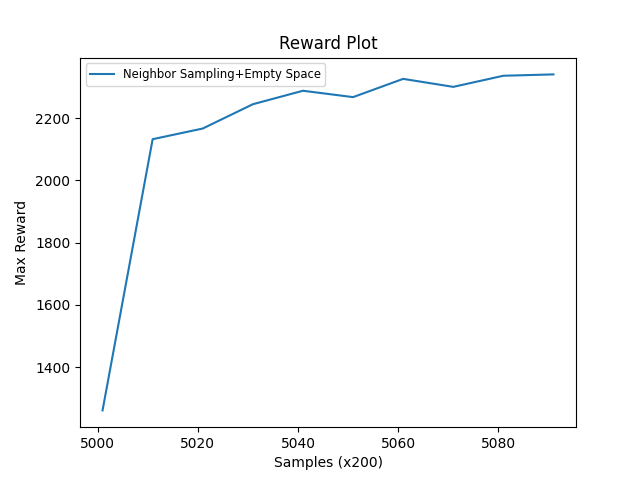 Reward Plot
Neighbor Sampling+Empty Space
2200
2000
1800
1600
1400
Max Reward
5000 5020 5040 5060 5080
Samples (x200)